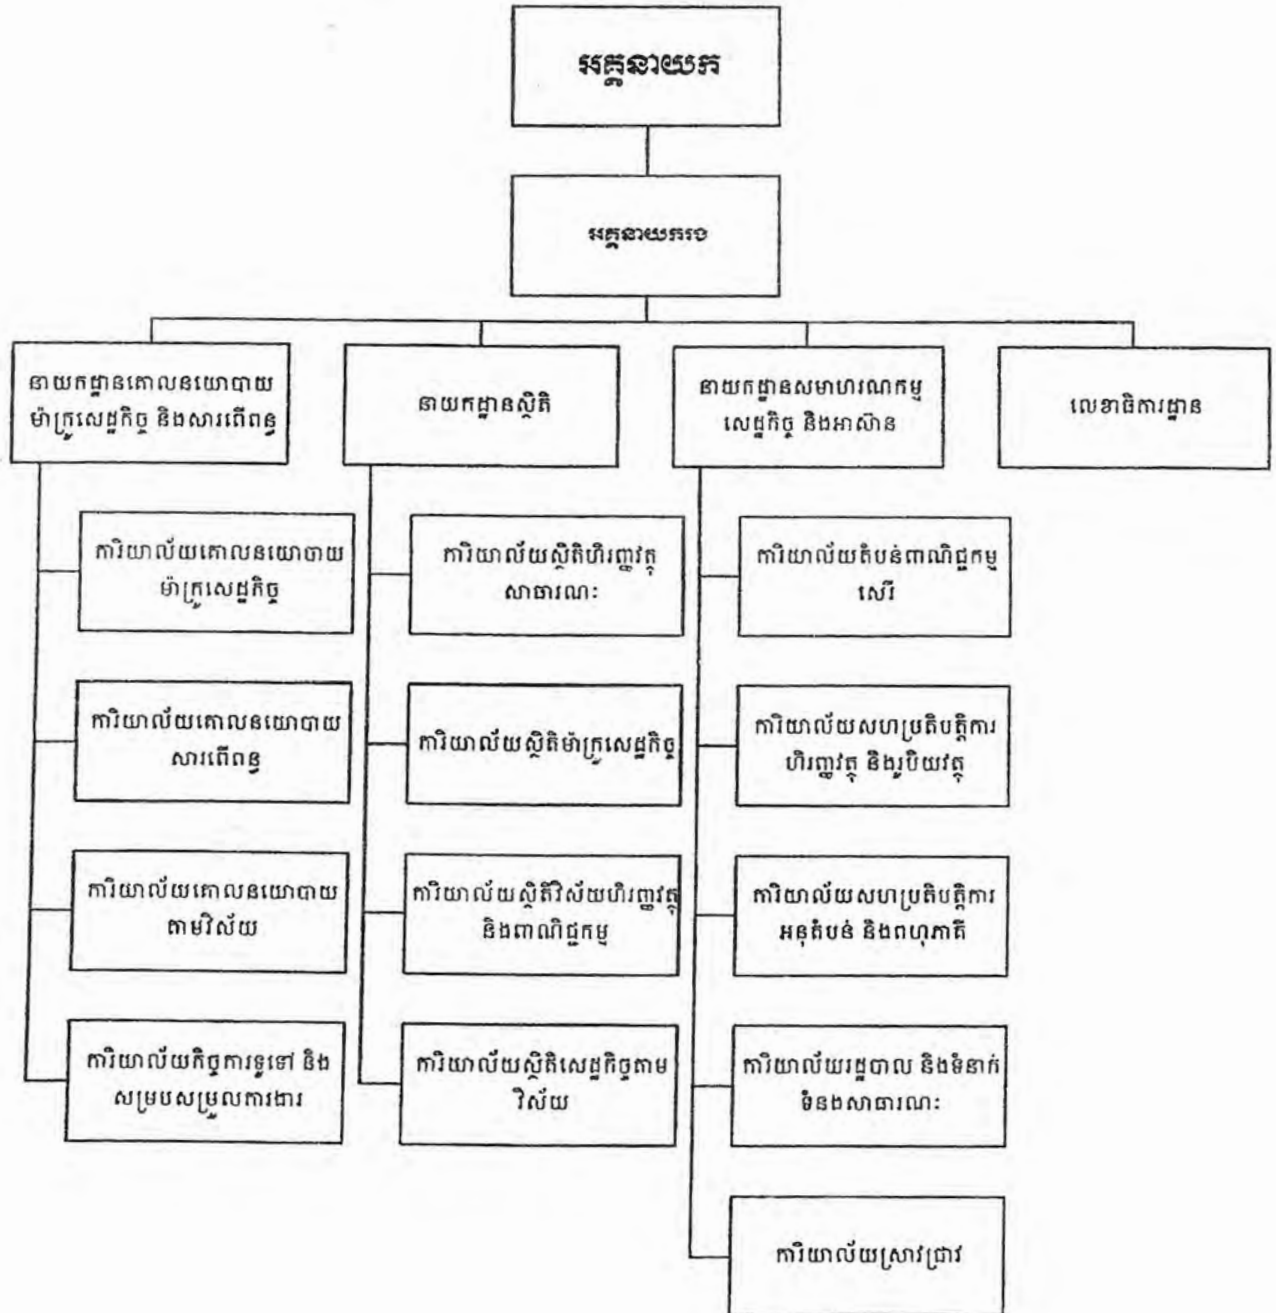 អគ្គនាយក
អគ្គនាយករង
នាយកដ្ឋានគោលនយោបាយ
ម៉ាក្រូសេដ្ឋកិច្ច និងសារពើពន្ធ
នាយកដ្ឋានស្ថិតិ
នាយកដ្ឋានសមាហរណកម្ម
សេដ្ឋកិច្ច និងអាស៊ាន
លេខាធិការដ្ឋាន
ការិយាល័យគោលនយោបាយ
ម៉ាក្រូសេដ្ឋកិច្ច
ការិយាល័យស្ថិតិហិរញ្ញវត្ថុ
សាធារណៈ
ការិយាល័យតំបន់ពាណិជ្ជកម្ម
សេរី
ការិយាល័យគោលនយោបាយ
សារពើពន្ធ
ការិយាល័យស្ថិតិម៉ាក្រូសេដ្ឋកិច្ច
ការិយាល័យសហប្រតិបត្តិការ
ហិរញ្ញវត្ថុ និងរូបិយវត្ថុ
ការិយាល័យគោលនយោបាយ
តាមវិស័យ
ការិយាល័យស្ថិតិវិស័យហិរញ្ញវត្ថុ
និងពាណិជ្ជកម្ម
ការិយាល័យសហប្រតិបត្តិការ
អនុតំបន់ និងពហុភាគី
ការិយាល័យកិច្ចការទូទៅ និង
សម្របសម្រួលការងារ
ការិយាល័យស្ថិតិសេដ្ឋកិច្ចតាម
វិស័យ
ការិយាល័យរដ្ឋបាល និងទំនាក់
ទំនងសាធារណៈ
ការិយាល័យស្រាវជ្រាវ